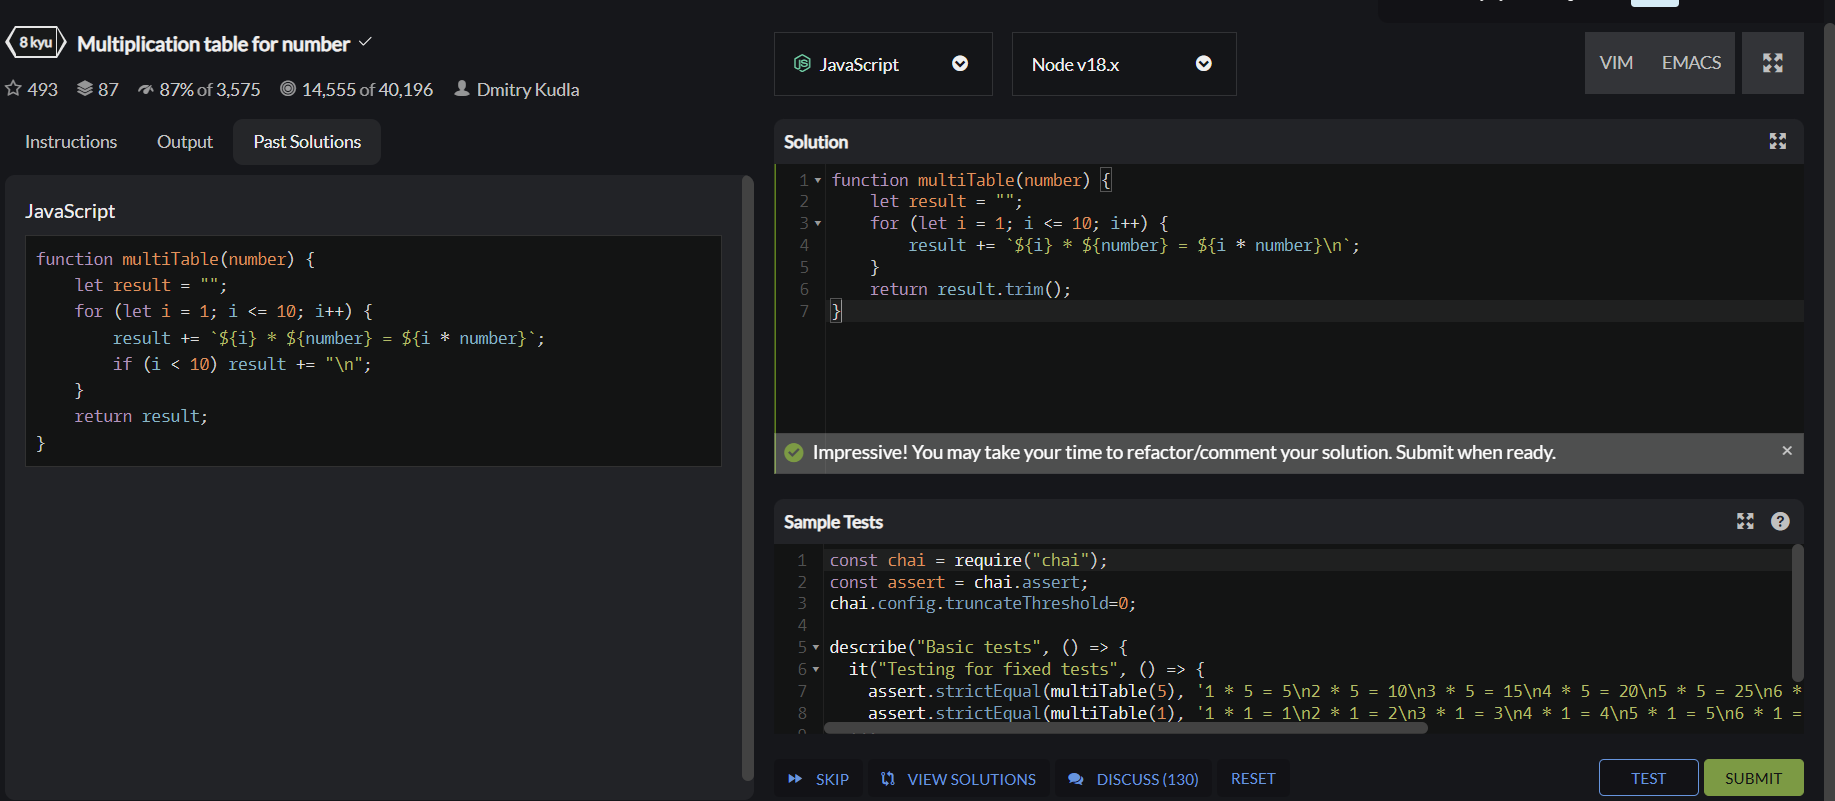 8 kyu Multiplication table for number
493 87 87% of 3,575 14,555 of 40,196 Dmitry Kudla
Instructions Output Past Solutions
JavaScript
function multiTable(number) {
    let result = "";
    for (let i = 1; i <= 10; i++) {
        result += `${i} * ${number} = ${i * number}`;
        if (i < 10) result += "\n";
    }
    return result;
}
JavaScript Node v18.x VIM EMACS
Solution
1 function multiTable(number) {
2     let result = "";
3     for (let i = 1; i <= 10; i++) {
4         result += `${i} * ${number} = ${i * number}\n`;
5     }
6     return result.trim();
7 }
Impressive! You may take your time to refactor/comment your solution. Submit when ready. ×
Sample Tests ?
1 const chai = require("chai");
2 const assert = chai.assert;
3 chai.config.truncateThreshold=0;
4
5 describe("Basic tests", () => {
6   it("Testing for fixed tests", () => {
7     assert.strictEqual(multiTable(5), '1 * 5 = 5\n2 * 5 = 10\n3 * 5 = 15\n4 * 5 = 20\n5 * 5 = 25\n6 *
8     assert.strictEqual(multiTable(1), '1 * 1 = 1\n2 * 1 = 2\n3 * 1 = 3\n4 * 1 = 4\n5 * 1 = 5\n6 * 1 =
SKIP VIEW SOLUTIONS DISCUSS (130) RESET TEST SUBMIT